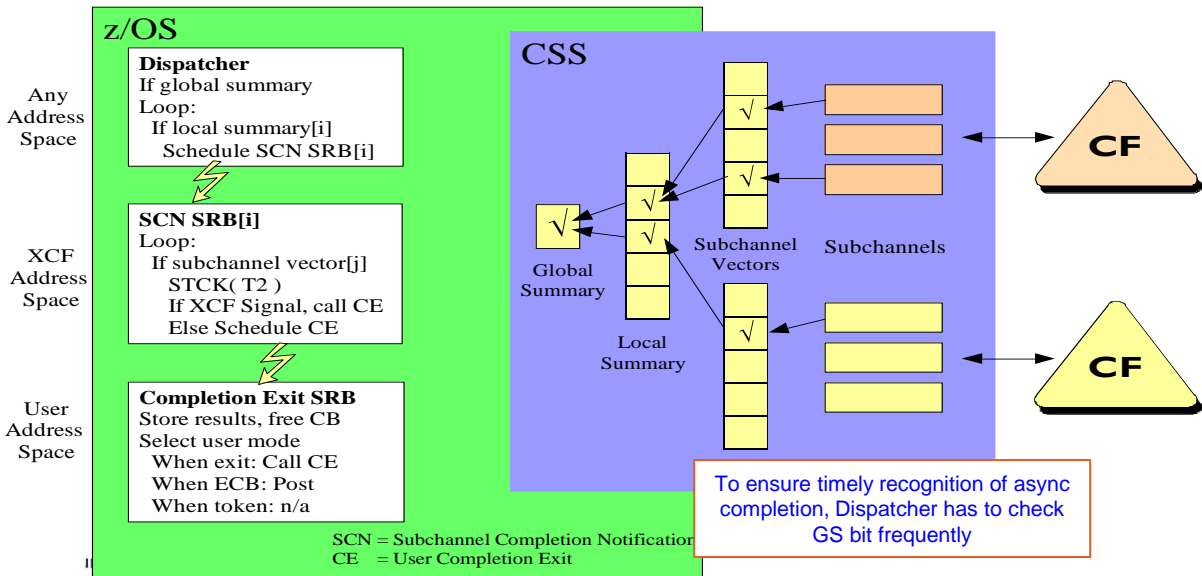 z/OS
Any
Address
Space
Dispatcher
If global summary
Loop:
If local summary[i]
Schedule SCN SRB[i]
XCF
Address
Space
SCN SRB[i]
Loop:
If subchannel vector[j]
STCK( T2 )
If XCF Signal, call CE
Else Schedule CE
User
Address
Space
Completion Exit SRB
Store results, free CB
Select user mode
When exit: Call CE
When ECB: Post
When token: n/a
SCN = Subchannel Completion Notification
CE = User Completion Exit
CSS
√
Global
Summary
√
√
Local
Summary
√
√
Subchannel
Vectors
√
Subchannels
CF
CF
To ensure timely recognition of async
completion, Dispatcher has to check
GS bit frequently